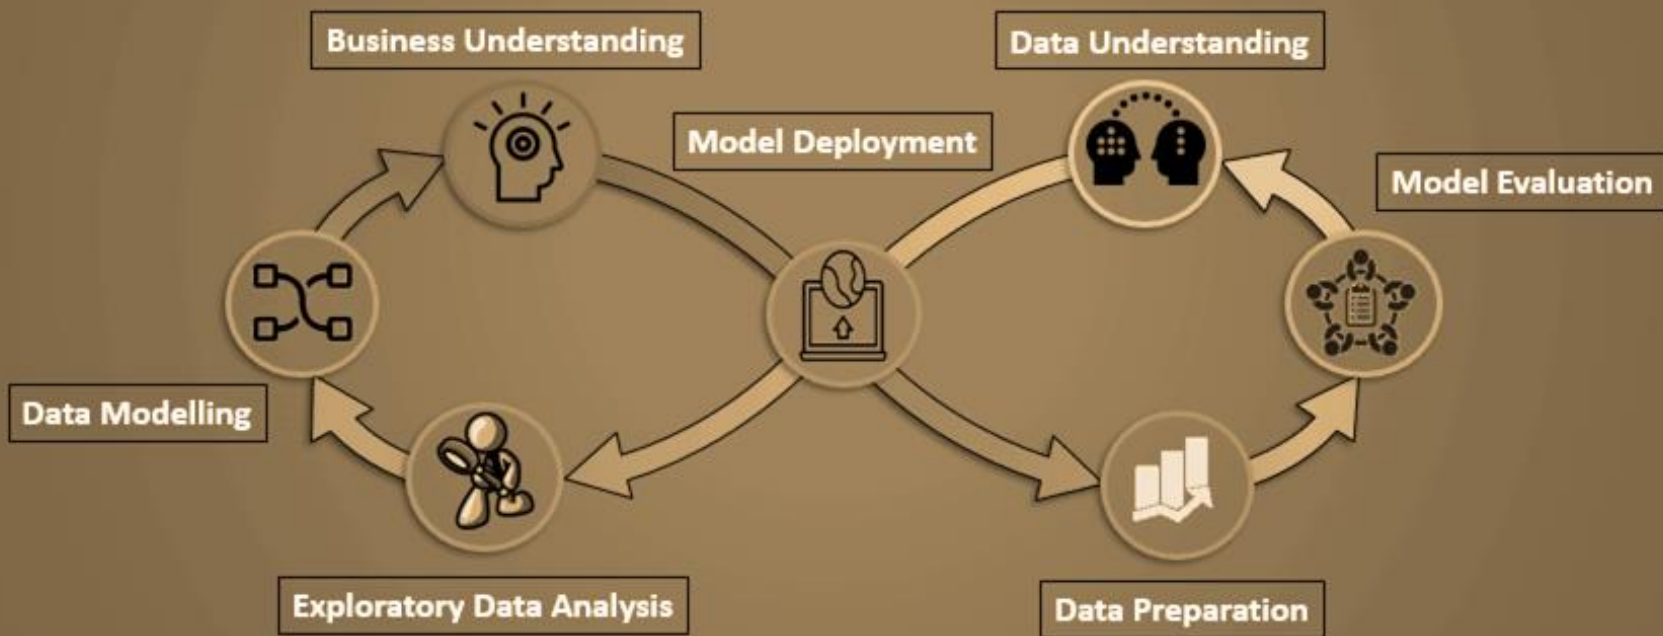 Business Understanding
Data Understanding
Model Deployment
Model Evaluation
Data Modelling
Exploratory Data Analysis
Data Preparation